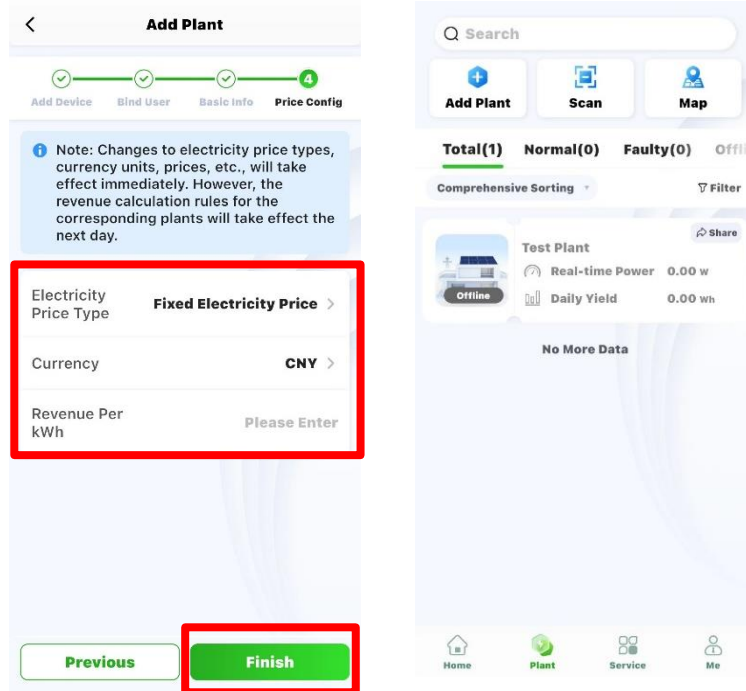 Add Plant
4
Add Device Bind User Basic Info Price Config
Note: Changes to electricity price types,
currency units, prices, etc., will take
effect immediately. However, the
revenue calculation rules for the
corresponding plants will take effect the
next day.
Electricity
Price Type
Fixed Electricity Price
Currency
CNY
Revenue Per
kWh
Please Enter
Previous
Finish
Search
Add Plant
Scan
Map
Total(1) Normal(0) Faulty(0) Offli
Comprehensive Sorting
Filter
Share
Test Plant
Real-time Power 0.00 W
Offline
Daily Yield 0.00 Wh
No More Data
Home Plant Service Me